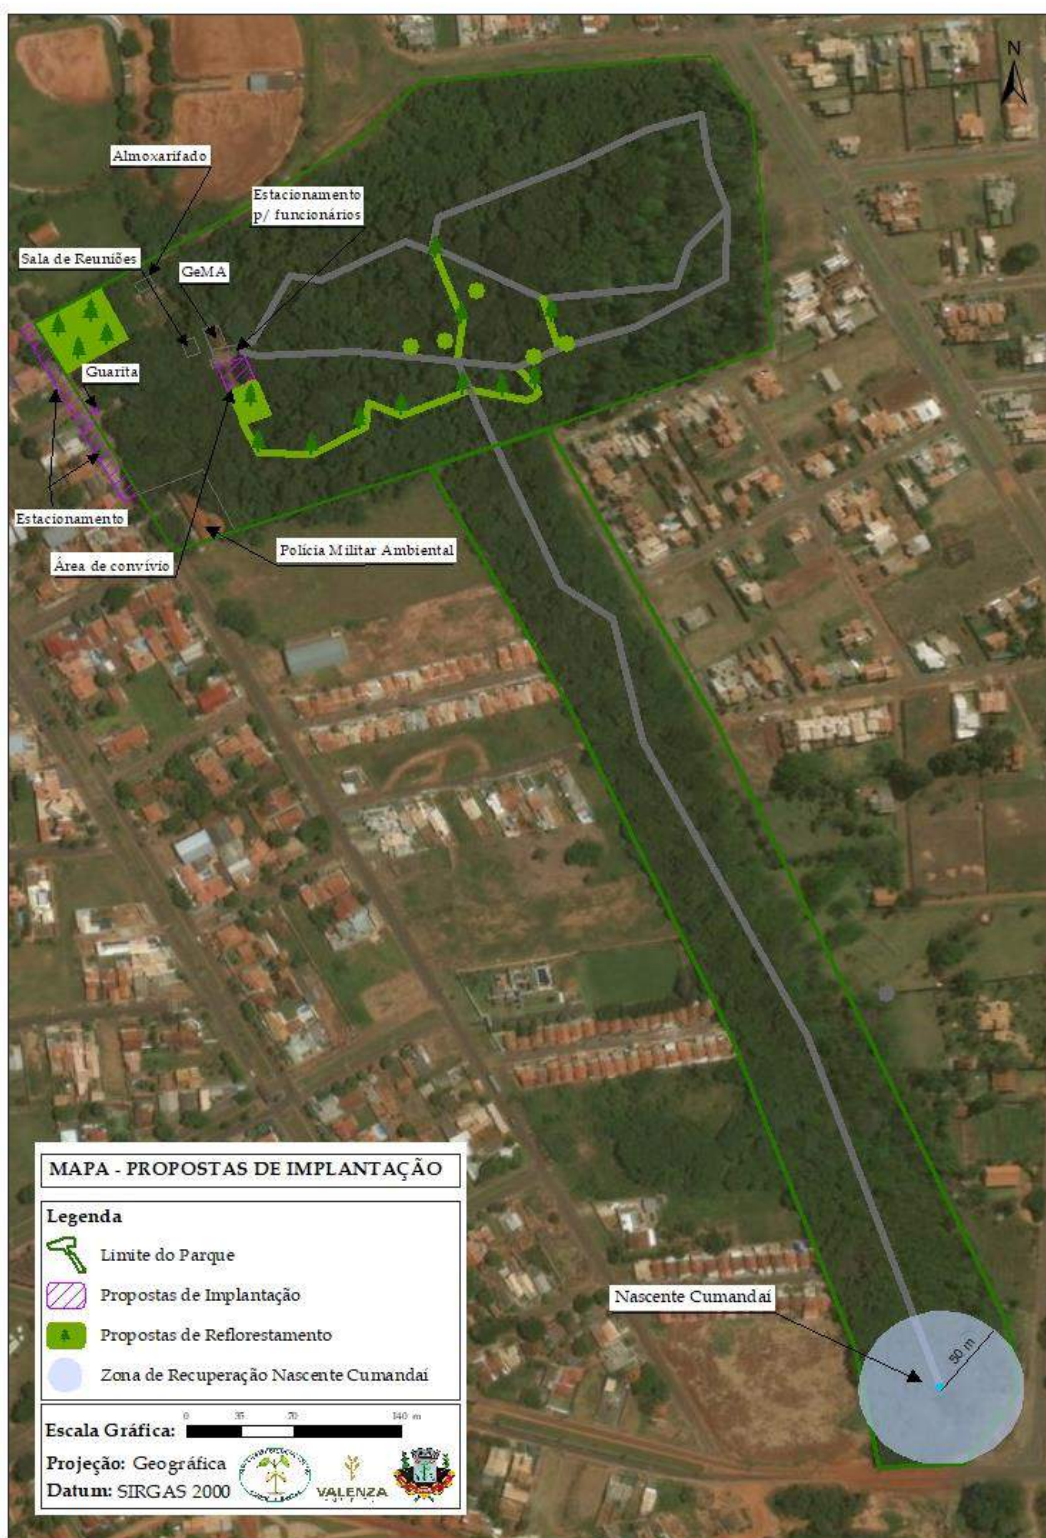 N
Almoxarifado
Estacionamento
p/ funcionários
Sala de Reuniões
GeMA
Guarita
Estacionamento
Área de convívio
Polícia Militar Ambiental
Nascente Cumandaí
50 m
MAPA - PROPOSTAS DE IMPLANTAÇÃO
Legenda
Limite do Parque
Propostas de Implantação
Propostas de Reflorestamento
Zona de Recuperação Nascente Cumandaí
Escala Gráfica:
0 35 70 140 m
Projeção: Geográfica
Datum: SIRGAS 2000
VALENZA